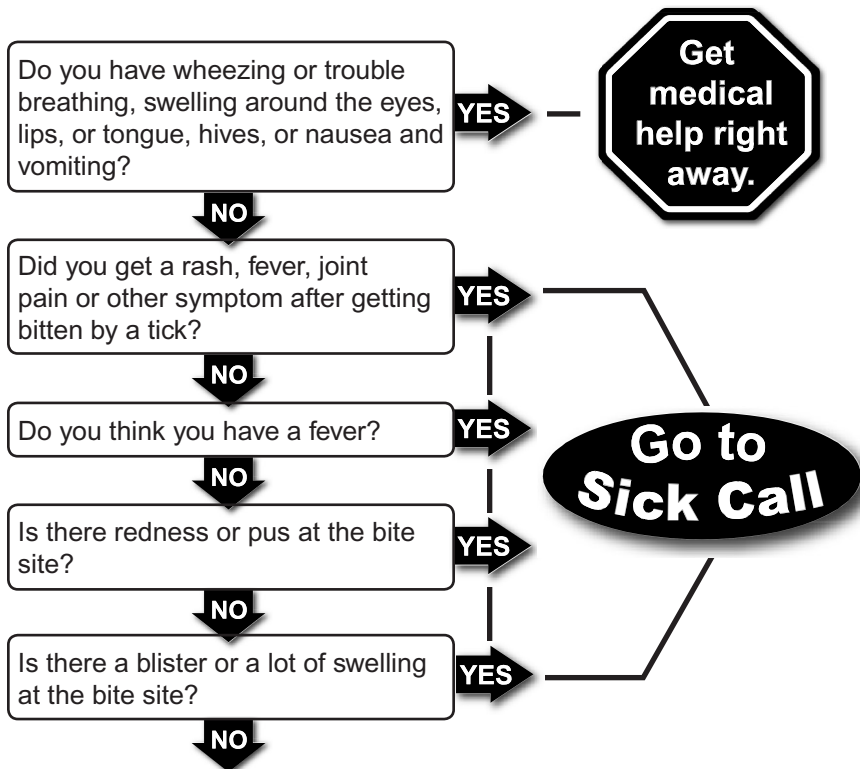 Do you have wheezing or trouble
breathing, swelling around the eyes,
lips, or tongue, hives, or nausea and
vomiting?
YES
Get
medical
help right
away.
NO
Did you get a rash, fever, joint
pain or other symptom after getting
bitten by a tick?
YES
NO
Do you think you have a fever?
YES
Go to
Sick Call
NO
Is there redness or pus at the bite
site?
YES
NO
Is there a blister or a lot of swelling
at the bite site?
YES
NO